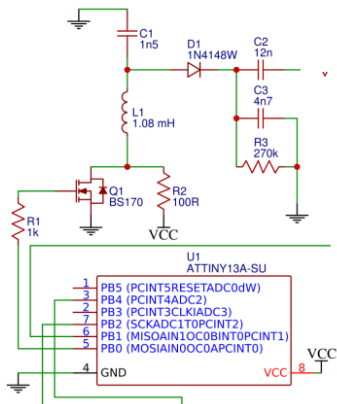 C1
1n5
D1
1N4148W
C2
12n
v
C3
4n7
L1
1.08 mH
R3
270k
Q1
BS170
R2
100R
VCC
R1
1k
U1
ATTINY13A-SU
1 PB5 (PCINT5RESETADC0dW)
3 PB4 (PCINT4ADC2)
2 PB3 (PCINT3CLKIADC3)
7 PB2 (SCKADC1T0PCINT2)
6 PB1 (MISOAIN1OC0BINT0PCINT1)
5 PB0 (MOSIAIN0OC0APCINT0)
VCC
4 GND VCC 8